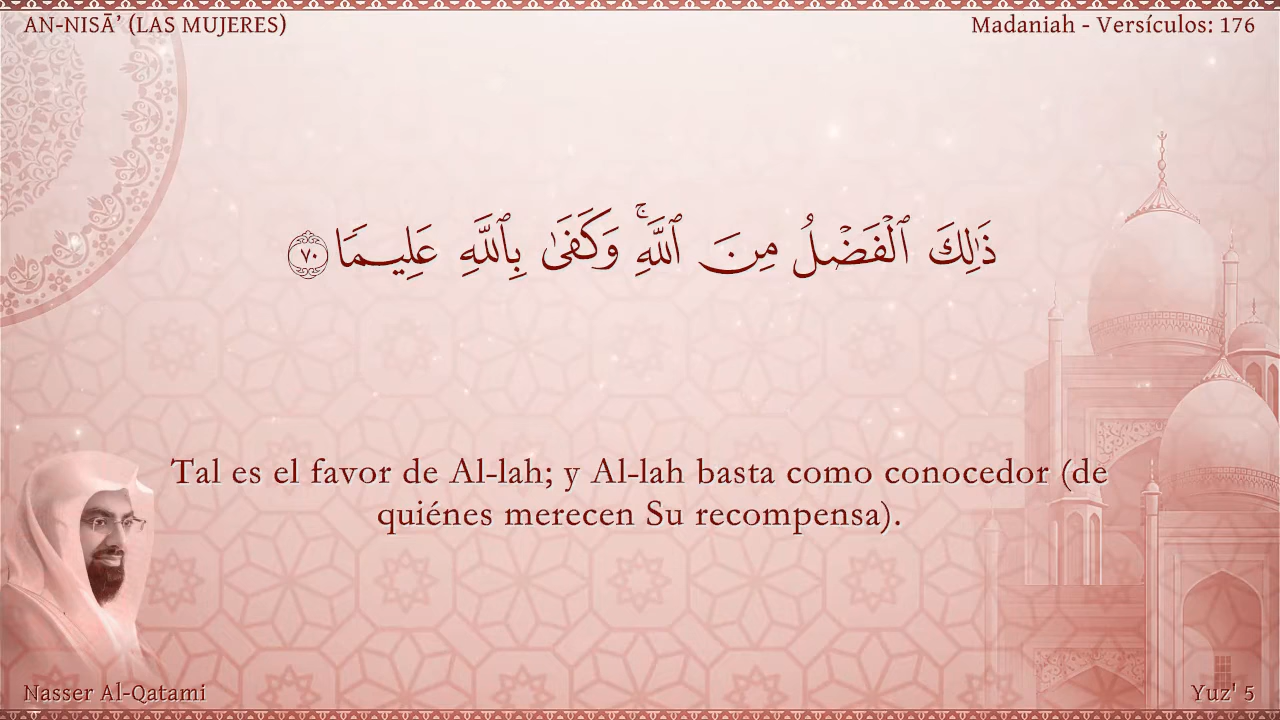 AN-NISĀ’ (LAS MUJERES)
Madaniah - Versículos: 176
ذَٰلِكَ ٱلْفَضْلُ مِنَ ٱللَّهِ ۚ وَكَفَىٰ بِٱللَّهِ عَلِيمًا ٧٠
Tal es el favor de Al-lah; y Al-lah basta como conocedor (de
quiénes merecen Su recompensa).
Nasser Al-Qatami
Yuz' 5